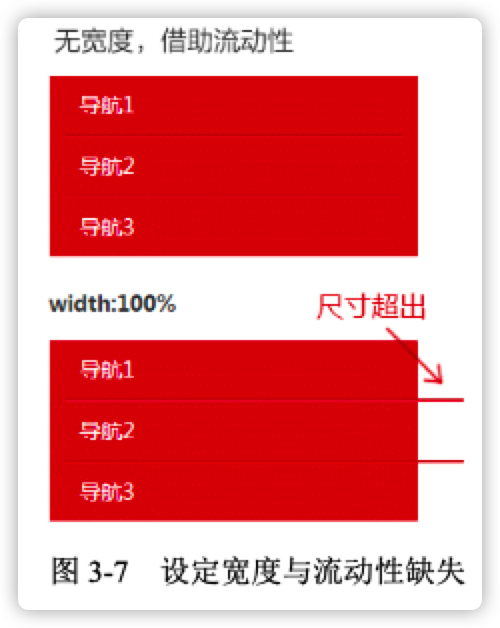 无宽度，借助流动性
导航1
导航2
导航3
width:100%
尺寸超出
导航1
导航2
导航3
图 3-7 设定宽度与流动性缺失